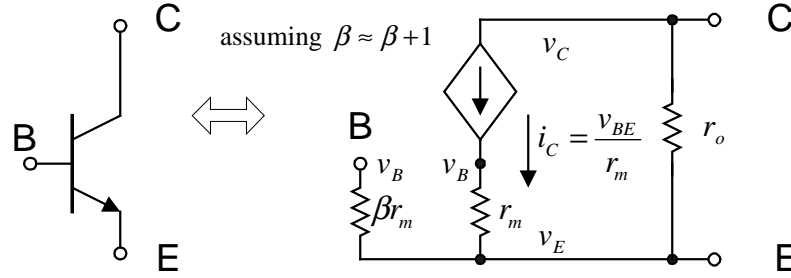 C
assuming β ≈ β+1
C
v_C
B
B
i_C = v_BE / r_m
r_o
v_B
v_B
βr_m
r_m
v_E
E
E